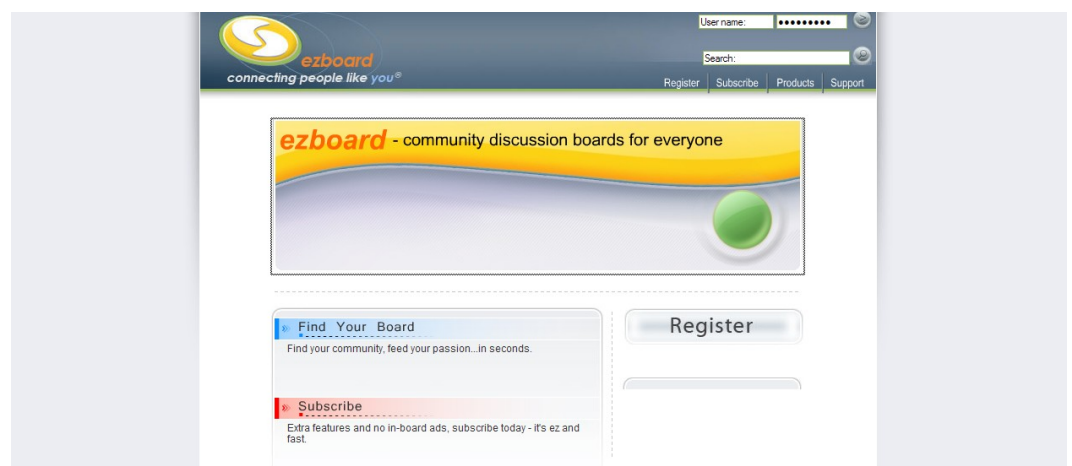 User name: •••••••••
ezboard
Search:
connecting people like you®
Register Subscribe Products Support
ezboard - community discussion boards for everyone
Find Your Board
Register
Find your community, feed your passion...in seconds.
Subscribe
Extra features and no in-board ads, subscribe today - it's ez and
fast.